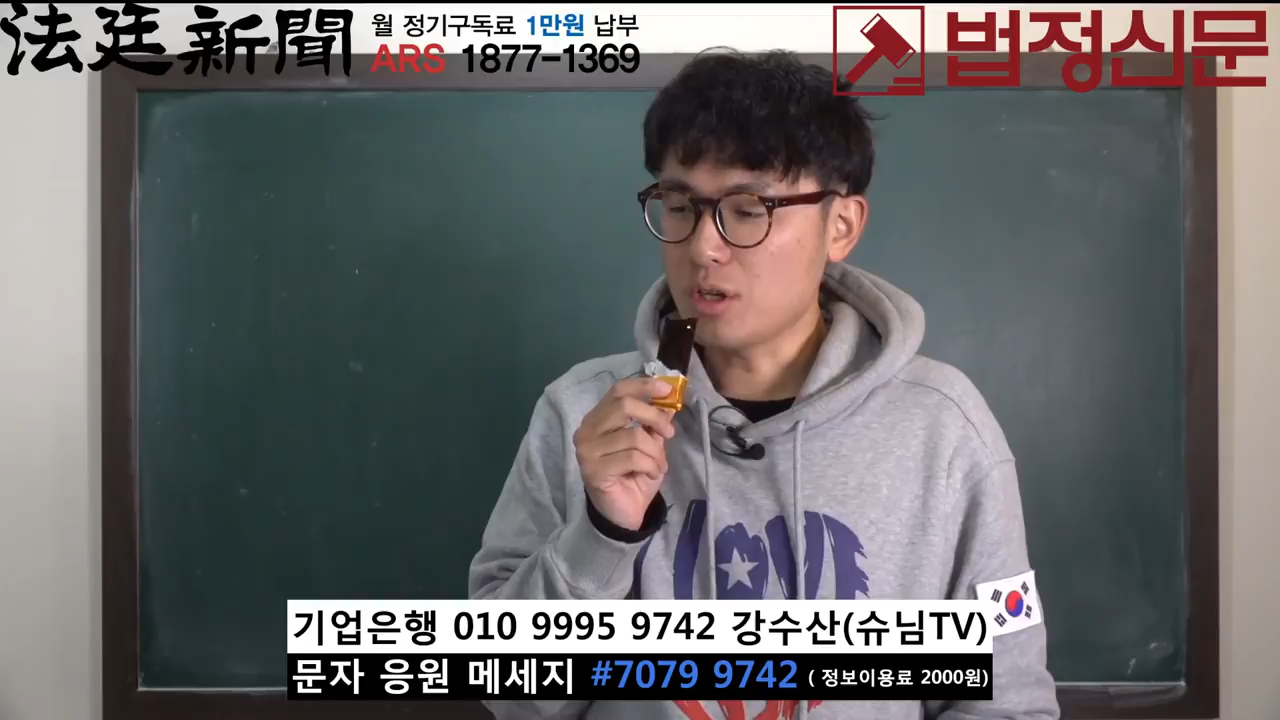 法廷新聞
월 정기구독료 1만원 납부
ARS 1877-1369
법정신문
LOVE
기업은행 010 9995 9742 강수산(슈님TV)
문자 응원 메세지 #7079 9742 ( 정보이용료 2000원)